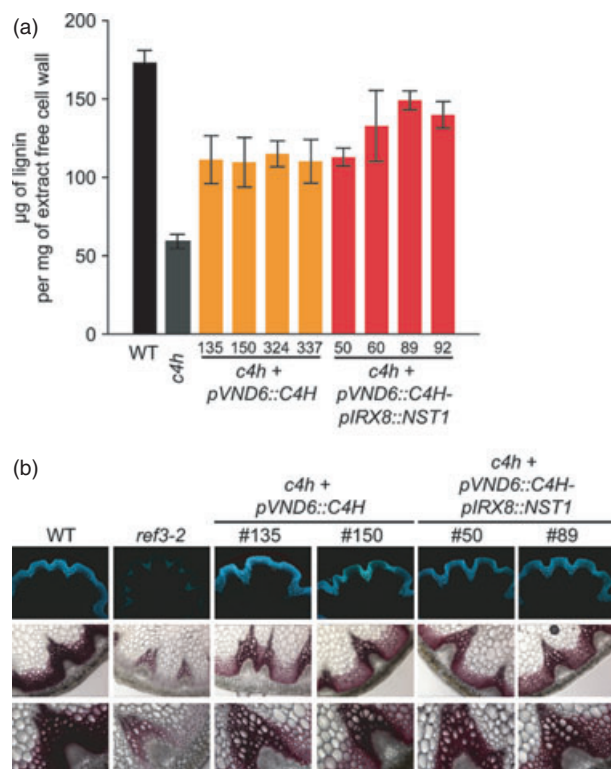 (a)
µg of lignin
per mg of extract free cell wall
200
150
100
50
0
WT
c4h
135 150 324 337
50 60 89 92
c4h +
pVND6::C4H
c4h +
pVND6::C4H-
pIRX8::NST1
(b)
WT
ref3-2
c4h +
pVND6::C4H
#135
#150
c4h +
pVND6::C4H-
pIRX8::NST1
#50
#89